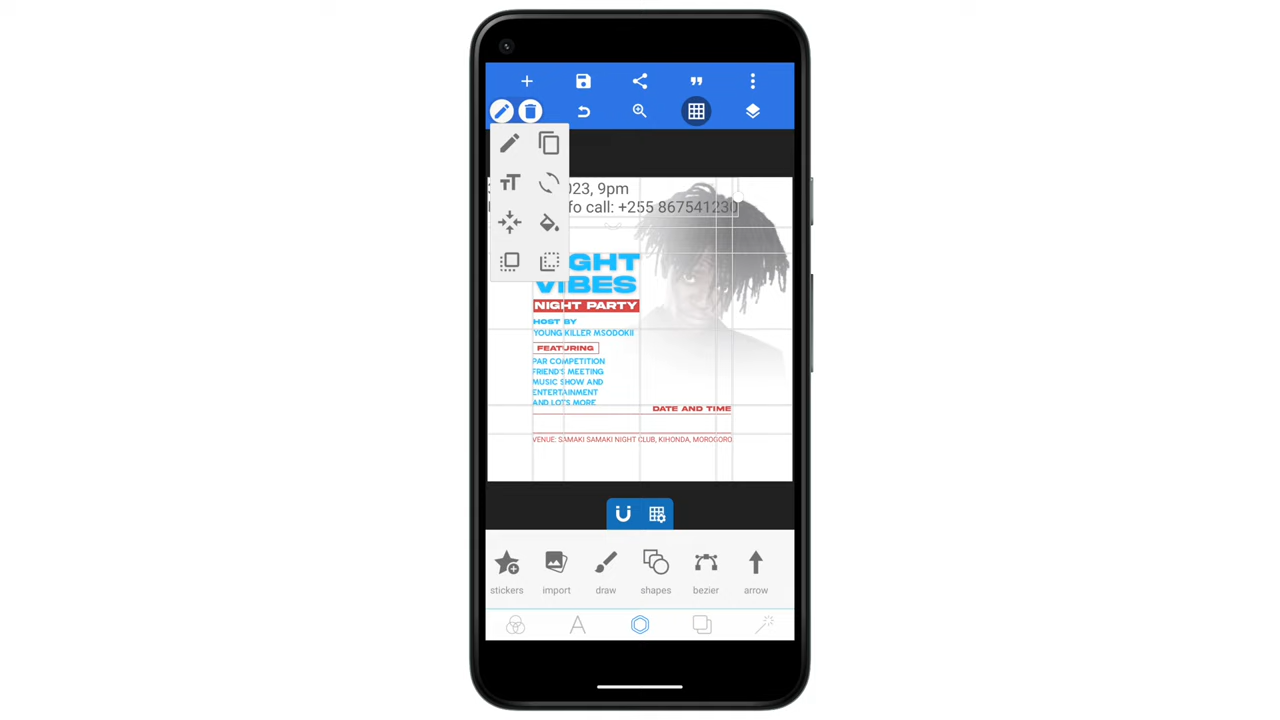 023, 9pm
fo call: +255 867541230
GHT
VIBES
NIGHT PARTY
HOST BY
YOUNG KILLER MSODOKII
FEATURING
PAR COMPETITION
FRIEND'S MEETING
MUSIC SHOW AND
ENTERTAINMENT
AND LOTS MORE
DATE AND TIME
VENUE: SAMAKI SAMAKI NIGHT CLUB, KIHONDA, MOROGORO
stickers
import
draw
shapes
bezier
arrow